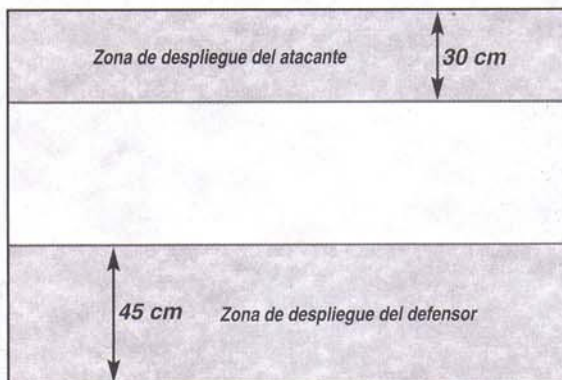 Zona de despliegue del atacante
30 cm
45 cm
Zona de despliegue del defensor